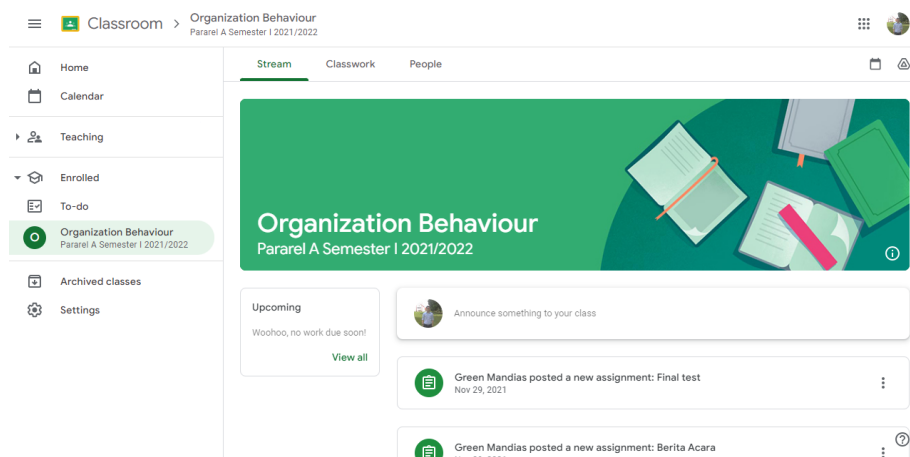 Classroom > Organization Behaviour
Pararel A Semester I 2021/2022
Home
Calendar
Teaching
Enrolled
To-do
O
Organization Behaviour
Pararel A Semester I 2021/2022
Archived classes
Settings
Stream Classwork People
Organization Behaviour
Pararel A Semester I 2021/2022
Upcoming
Woohoo, no work due soon!
View all
Announce something to your class
Green Mandias posted a new assignment: Final test
Nov 29, 2021
Green Mandias posted a new assignment: Berita Acara